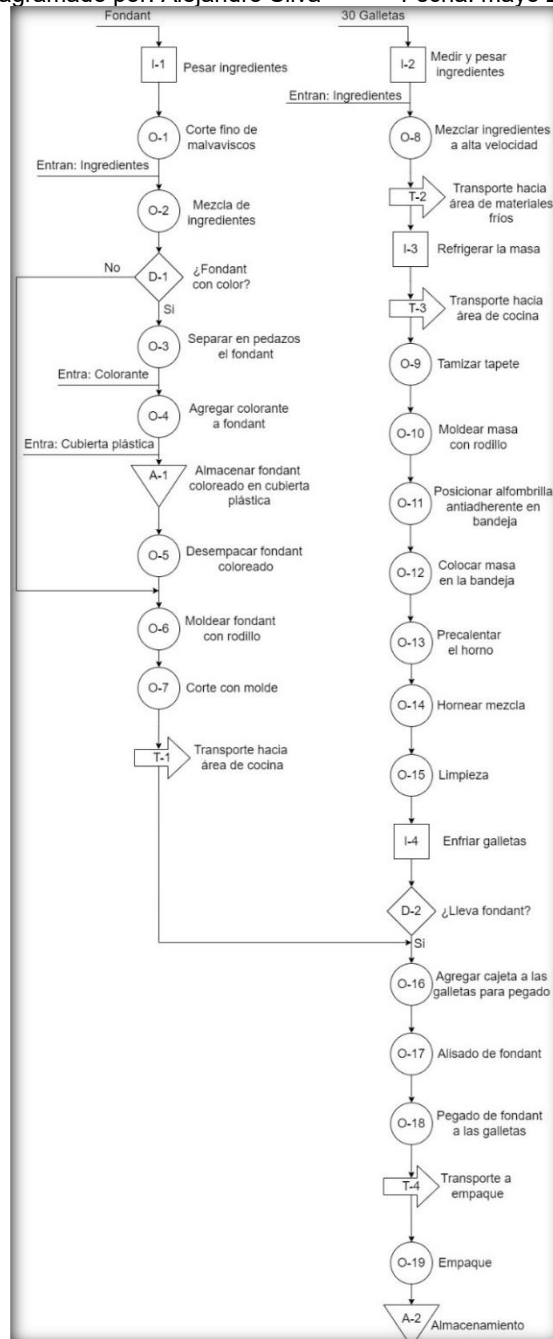 Diagramado por: Alejandro Silva
Fecha: mayo
Fondant
I-1
Pesar ingredientes
O-1
Corte fino de
malvaviscos
Entran: Ingredientes
O-2
Mezcla de
ingredientes
No
D-1
¿Fondant
con color?
Si
O-3
Separar en pedazos
el fondant
Entra: Colorante
O-4
Agregar colorante
a fondant
Entra: Cubierta plástica
A-1
Almacenar fondant
coloreado en cubierta
plástica
O-5
Desempacar fondant
coloreado
O-6
Moldear fondant
con rodillo
O-7
Corte con molde
T-1
Transporte hacia
área de cocina
30 Galletas
I-2
Medir y pesar
ingredientes
Entran: Ingredientes
O-8
Mezclar ingredientes
a alta velocidad
T-2
Transporte hacia
área de materiales
fríos
I-3
Refrigerar la masa
T-3
Transporte hacia
área de cocina
O-9
Tamizar tapete
O-10
Moldear masa
con rodillo
O-11
Posicionar alfombrilla
antiadherente en
bandeja
O-12
Colocar masa
en la bandeja
O-13
Precalentar
el horno
O-14
Hornear mezcla
O-15
Limpieza
I-4
Enfriar galletas
D-2
¿Lleva fondant?
Si
O-16
Agregar cajeta a las
galletas para pegado
O-17
Alisado de fondant
O-18
Pegado de fondant
a las galletas
T-4
Transporte a
empaque
O-19
Empaque
A-2
Almacenamiento